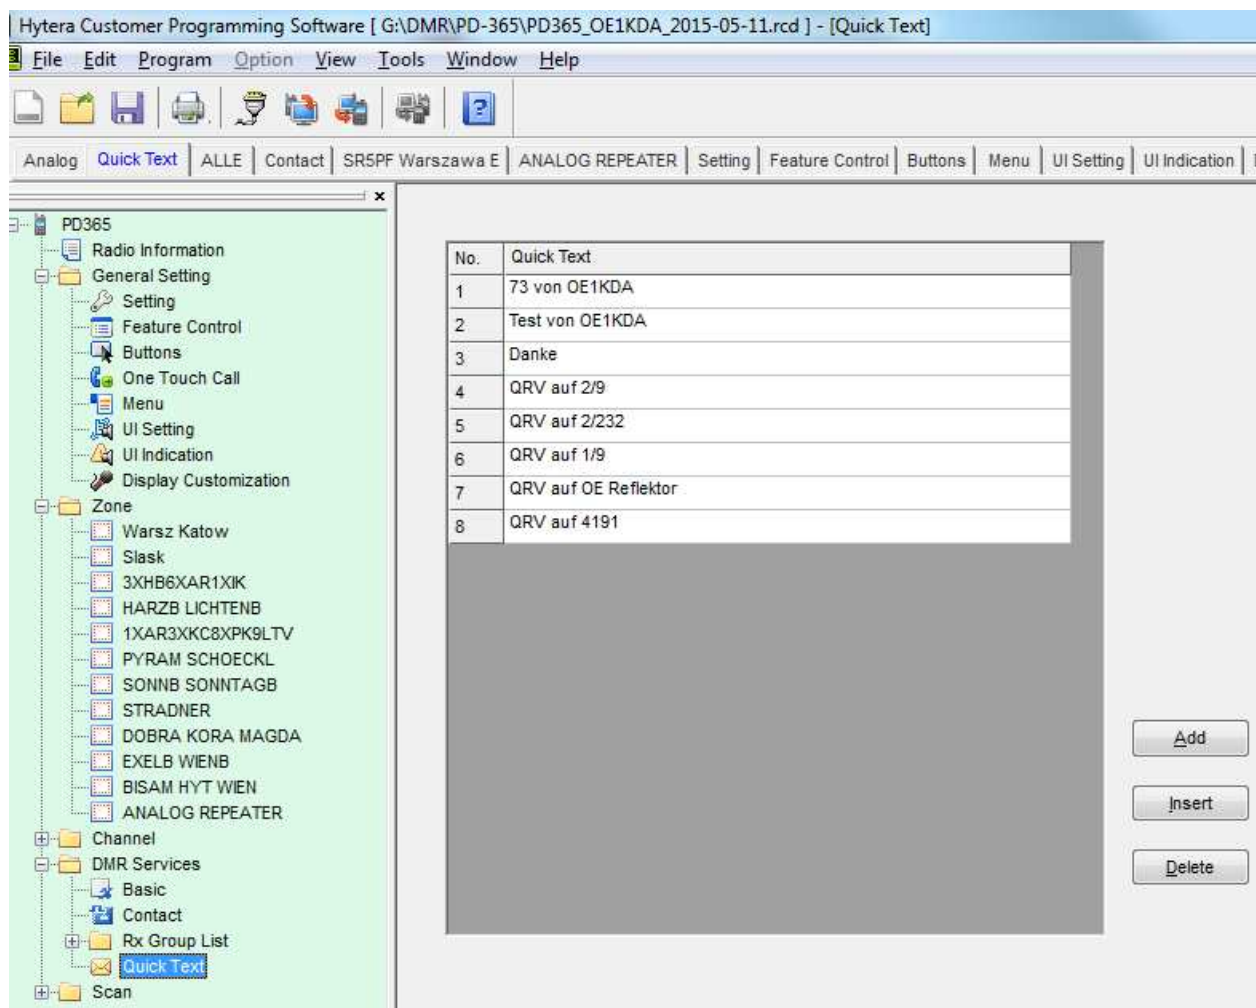 Hytera Customer Programming Software [ G:\DMR\PD-365\PD365_OE1KDA_2015-05-11.rcd ] - [Quick Text]
File Edit Program Option View Tools Window Help
Analog Quick Text ALLE Contact SR5PF Warszawa E ANALOG REPEATER Setting Feature Control Buttons Menu UI Setting UI Indication
PD365
Radio Information
General Setting
Setting
Feature Control
Buttons
One Touch Call
Menu
UI Setting
UI Indication
Display Customization
Zone
Warsz Katow
Slask
3XHB6XAR1XIK
HARZB LICHTENB
1XAR3XKC8XPK9LTV
PYRAM SCHOECKL
SONNB SONNTAGB
STRADNER
DOBRA KORA MAGDA
EXELB WIENB
BISAM HYT WIEN
ANALOG REPEATER
Channel
DMR Services
Basic
Contact
Rx Group List
Quick Text
Scan
No. Quick Text
1 73 von OE1KDA
2 Test von OE1KDA
3 Danke
4 QRV auf 2/9
5 QRV auf 2/232
6 QRV auf 1/9
7 QRV auf OE Reflektor
8 QRV auf 4191
Add
Insert
Delete